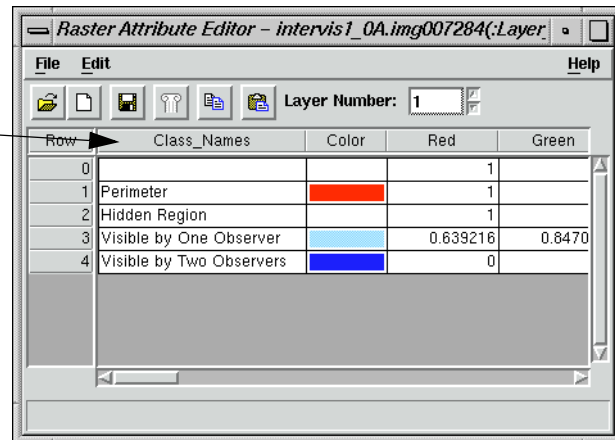 Raster Attribute Editor – intervis1_0A.img007284(:Layer_
File Edit Help
Layer Number: 1
Row Class_Names Color Red Green
0 1
1 Perimeter 1
2 Hidden Region 1
3 Visible by One Observer 0.639216 0.8470
4 Visible by Two Observers 0